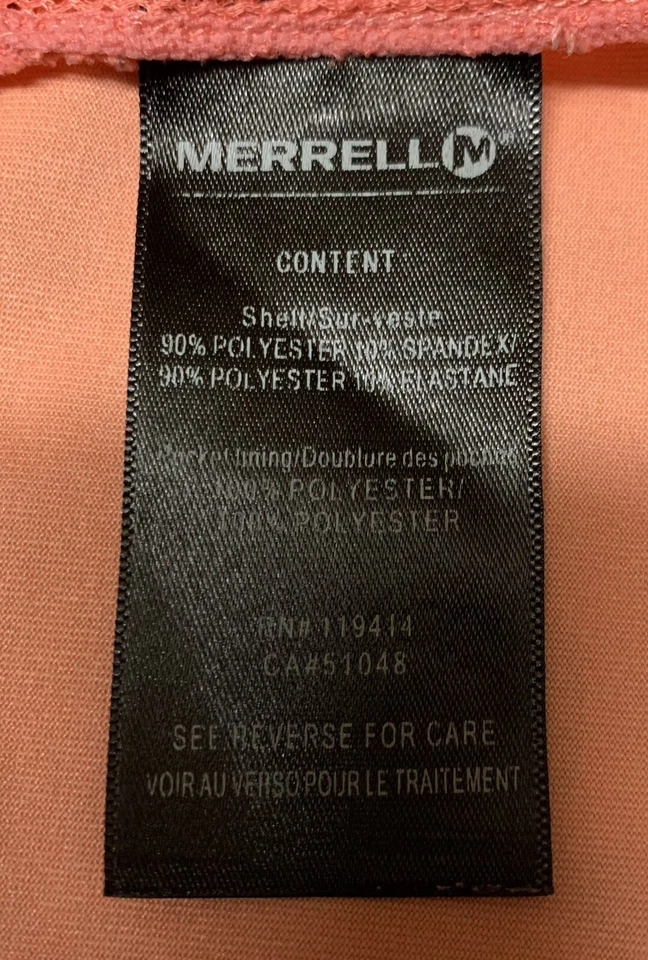 MERRELL M®
CONTENT
Shell/Sur-veste
90% POLYESTER 10% SPANDEX/
90% POLYESTER 10% ELASTANE
Pocket lining/Doublure des poches
100% POLYESTER/
100% POLYESTER
RN# 119414
CA#51048
SEE REVERSE FOR CARE
VOIR AU VERSO POUR LE TRAITEMENT